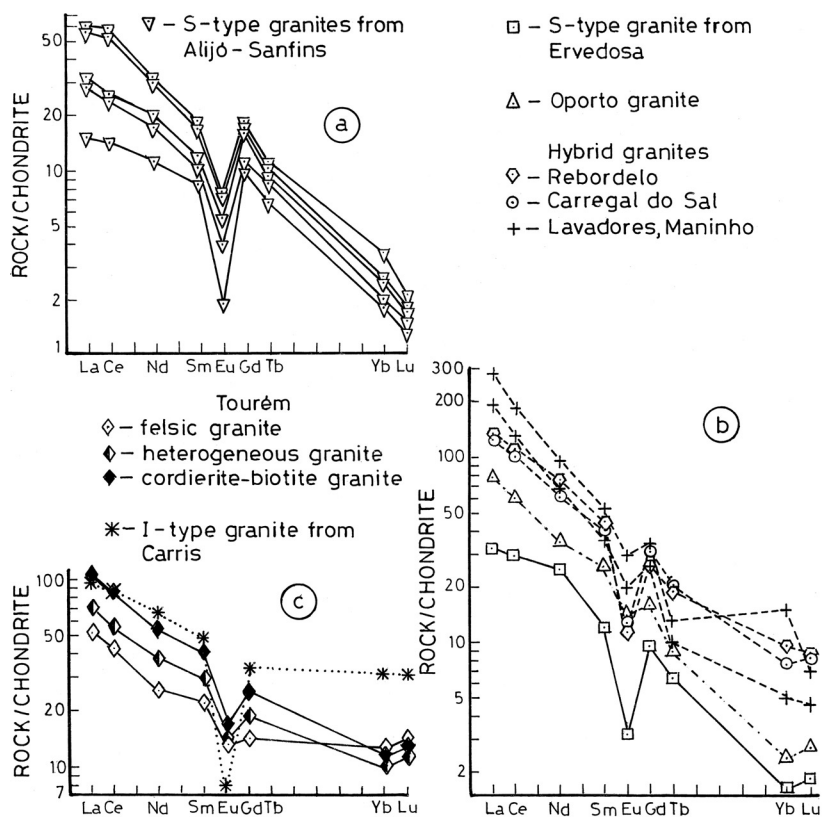 ▽ – S-type granites from
Alijó – Sanfins
a
ROCK/CHONDRITE
50
20
10
5
2
1
La Ce Nd Sm Eu Gd Tb Yb Lu
□ – S-type granite from
Ervedosa
△ – Oporto granite
Hybrid granites
– Rebordelo
– Carregal do Sal
+ – Lavadores, Maninho
b
ROCK/CHONDRITE
300
200
100
50
20
10
5
2
La Ce Nd Sm Eu Gd Tb Yb Lu
Tourém
– felsic granite
– heterogeneous granite
– cordierite-biotite granite
– I-type granite from
Carris
c
ROCK/CHONDRITE
100
50
20
10
7
La Ce Nd Sm Eu Gd Tb Yb Lu